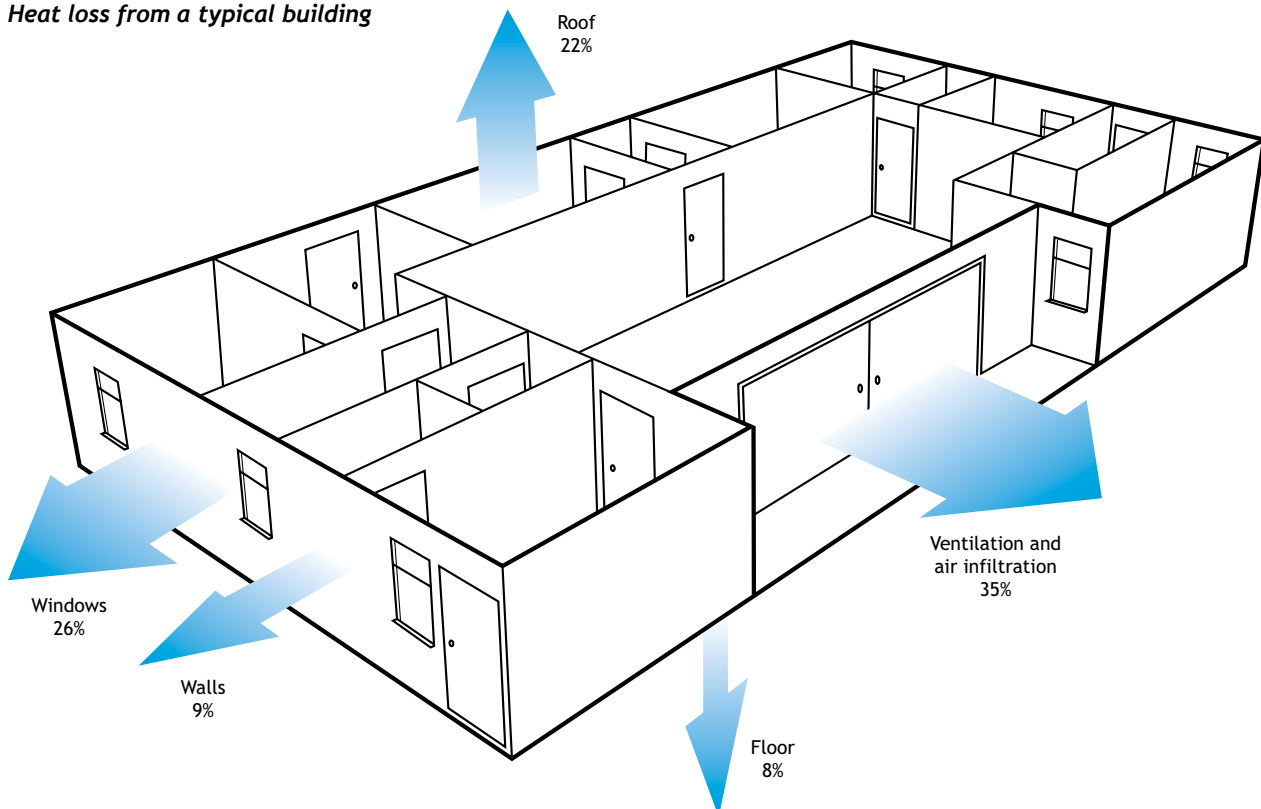 Heat loss from a typical building
Roof
22%
Ventilation and
air infiltration
35%
Windows
26%
Walls
9%
Floor
8%